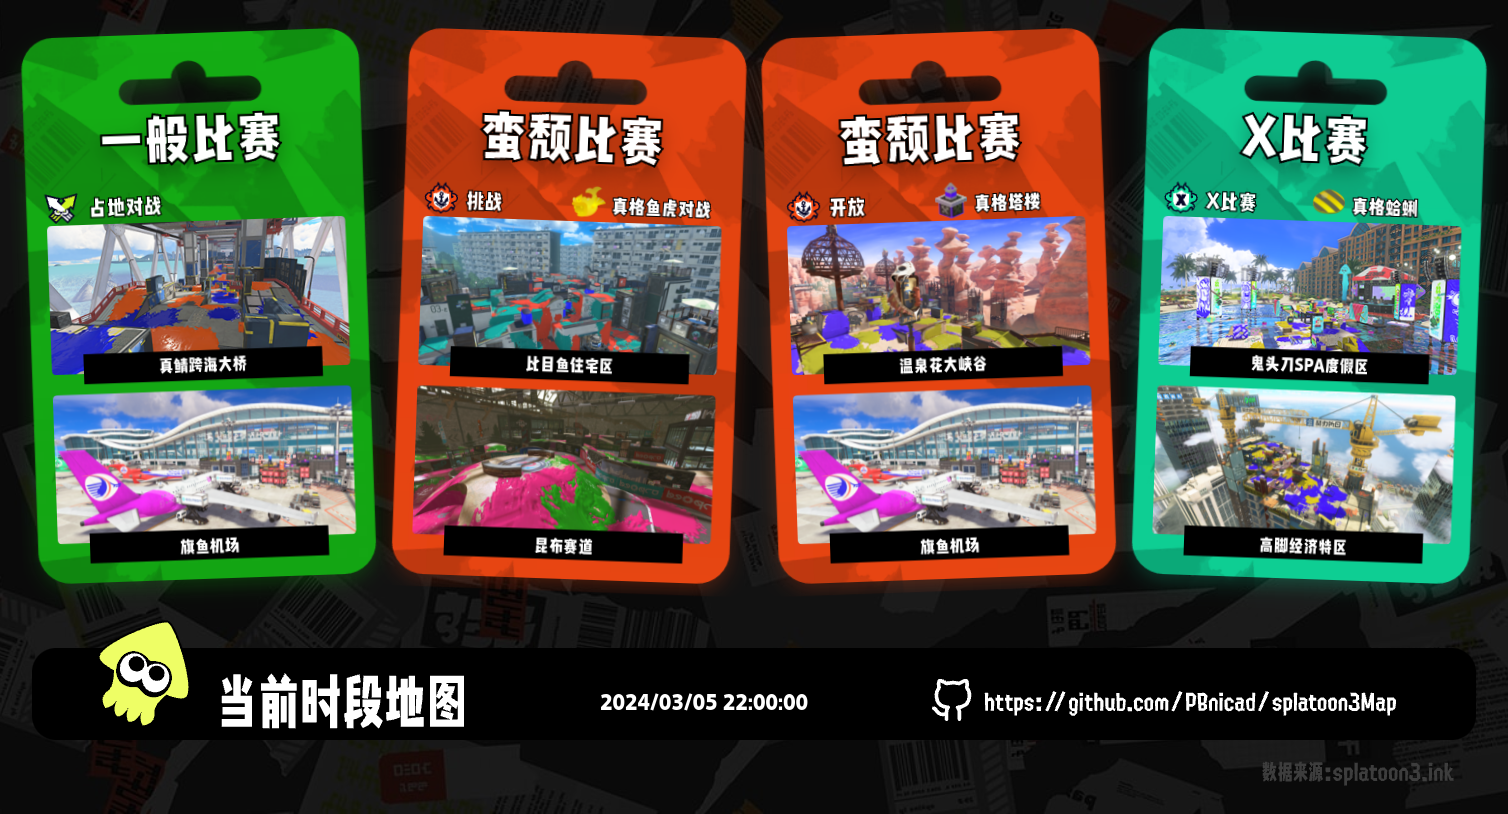 一般比赛
占地对战
真鲭跨海大桥
旗鱼机场
蛮颓比赛
挑战
真格鱼虎对战
比目鱼住宅区
昆布赛道
蛮颓比赛
开放
真格塔楼
温泉花大峡谷
旗鱼机场
X比赛
X比赛
真格蛤蜊
鬼头刀SPA度假区
高脚经济特区
当前时段地图
2024/03/05 22:00:00
https://github.com/PBnicad/splatoon3Map
数据来源:splatoon3.ink